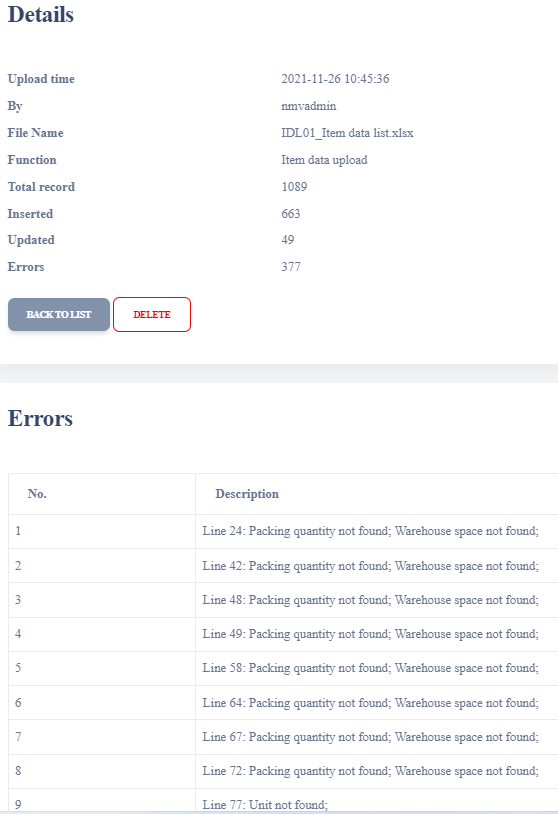 Details
Upload time 2021-11-26 10:45:36
By nmvadmin
File Name IDL01_Item data list.xlsx
Function Item data upload
Total record 1089
Inserted 663
Updated 49
Errors 377
BACK TO LIST DELETE
Errors
No. Description
1 Line 24: Packing quantity not found; Warehouse space not found;
2 Line 42: Packing quantity not found; Warehouse space not found;
3 Line 48: Packing quantity not found; Warehouse space not found;
4 Line 49: Packing quantity not found; Warehouse space not found;
5 Line 58: Packing quantity not found; Warehouse space not found;
6 Line 64: Packing quantity not found; Warehouse space not found;
7 Line 67: Packing quantity not found; Warehouse space not found;
8 Line 72: Packing quantity not found; Warehouse space not found;
9 Line 77: Unit not found;